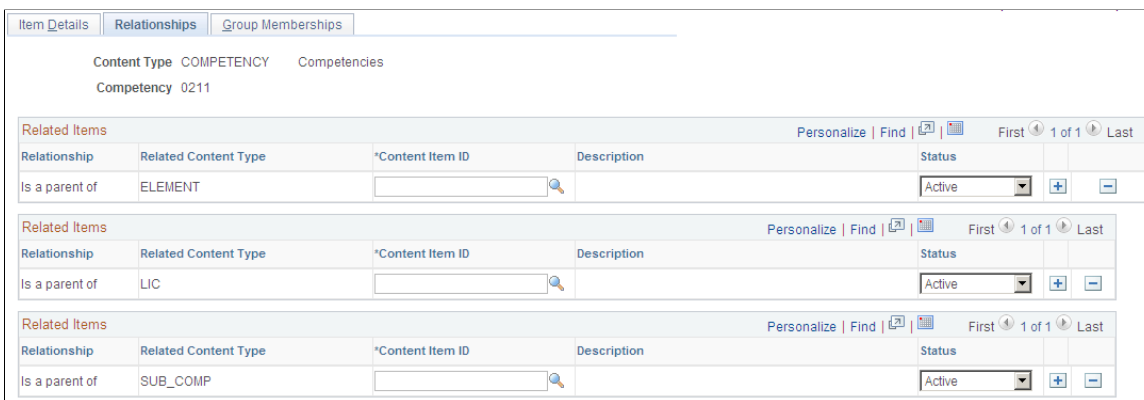 Item Details Relationships Group Memberships
Content Type COMPETENCY Competencies
Competency 0211
Related Items Personalize | Find | | First 1 of 1 Last
Relationship Related Content Type *Content Item ID Description Status
Is a parent of ELEMENT Active
Related Items Personalize | Find | | First 1 of 1 Last
Relationship Related Content Type *Content Item ID Description Status
Is a parent of LIC Active
Related Items Personalize | Find | | First 1 of 1 Last
Relationship Related Content Type *Content Item ID Description Status
Is a parent of SUB_COMP Active